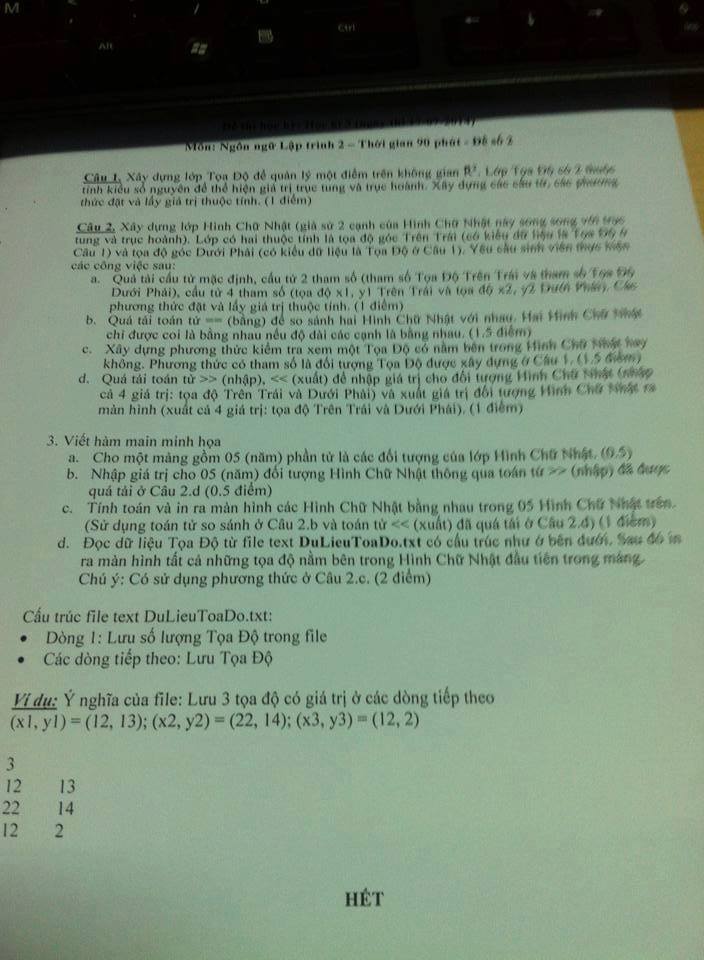 M
Alt
Ctrl
Môn: Ngôn ngữ Lập trình 2 – Thời gian 90 phút - Đề số 2
Câu 1. Xây dựng lớp Tọa Độ để quản lý một điểm trên không gian R². Lớp Tọa Độ có 2 thuộc
tính kiểu số nguyên để thể hiện giá trị trục tung và trục hoành. Xây dựng các cấu tử, các phương
thức đặt và lấy giá trị thuộc tính. (1 điểm)
Câu 2. Xây dựng lớp Hình Chữ Nhật (giả sử 2 cạnh của Hình Chữ Nhật này song song với trục
tung và trục hoành). Lớp có hai thuộc tính là tọa độ góc Trên Trái (có kiểu dữ liệu là Tọa Độ ở
Câu 1) và tọa độ góc Dưới Phải (có kiểu dữ liệu là Tọa Độ ở Câu 1). Yêu cầu sinh viên thực hiện
các công việc sau:
a. Quả tải cấu tử mặc định, cấu tử 2 tham số (tham số Tọa Độ Trên Trái và tham số Tọa Độ
Dưới Phải), cấu tử 4 tham số (tọa độ x1, y1 Trên Trái và tọa độ x2, y2 Dưới Phải). Các
phương thức đặt và lấy giá trị thuộc tính. (1 điểm)
b. Quá tải toán tử == (bằng) để so sánh hai Hình Chữ Nhật với nhau. Hai Hình Chữ Nhật
chỉ được coi là bằng nhau nếu độ dài các cạnh là bằng nhau. (1.5 điểm)
c. Xây dựng phương thức kiểm tra xem một Tọa Độ có nằm bên trong Hình Chữ Nhật hay
không. Phương thức có tham số là đối tượng Tọa Độ được xây dựng ở Câu 1. (1.5 điểm)
d. Quá tải toán tử >> (nhập), << (xuất) để nhập giá trị cho đối tượng Hình Chữ Nhật (nhập
cả 4 giá trị: tọa độ Trên Trái và Dưới Phải) và xuất giá trị đối tượng Hình Chữ Nhật ra
màn hình (xuất cả 4 giá trị: tọa độ Trên Trái và Dưới Phải). (1 điểm)
3. Viết hàm main minh họa
a. Cho một mảng gồm 05 (năm) phần tử là các đối tượng của lớp Hình Chữ Nhật. (0.5)
b. Nhập giá trị cho 05 (năm) đối tượng Hình Chữ Nhật thông qua toán tử >> (nhập) đã được
quá tải ở Câu 2.d (0.5 điểm)
c. Tính toán và in ra màn hình các Hình Chữ Nhật bằng nhau trong 05 Hình Chữ Nhật trên.
(Sử dụng toán tử so sánh ở Câu 2.b và toán tử << (xuất) đã quá tải ở Câu 2.d) (1 điểm)
d. Đọc dữ liệu Tọa Độ từ file text DuLieuToaDo.txt có cấu trúc như ở bên dưới. Sau đó in
ra màn hình tất cả những tọa độ nằm bên trong Hình Chữ Nhật đầu tiên trong mảng.
Chú ý: Có sử dụng phương thức ở Câu 2.c. (2 điểm)
Cấu trúc file text DuLieuToaDo.txt:
• Dòng 1: Lưu số lượng Tọa Độ trong file
• Các dòng tiếp theo: Lưu Tọa Độ
Ví dụ: Ý nghĩa của file: Lưu 3 tọa độ có giá trị ở các dòng tiếp theo
(x1, y1) = (12, 13); (x2, y2) = (22, 14); (x3, y3) = (12, 2)
3
12 13
22 14
12 2
HẾT